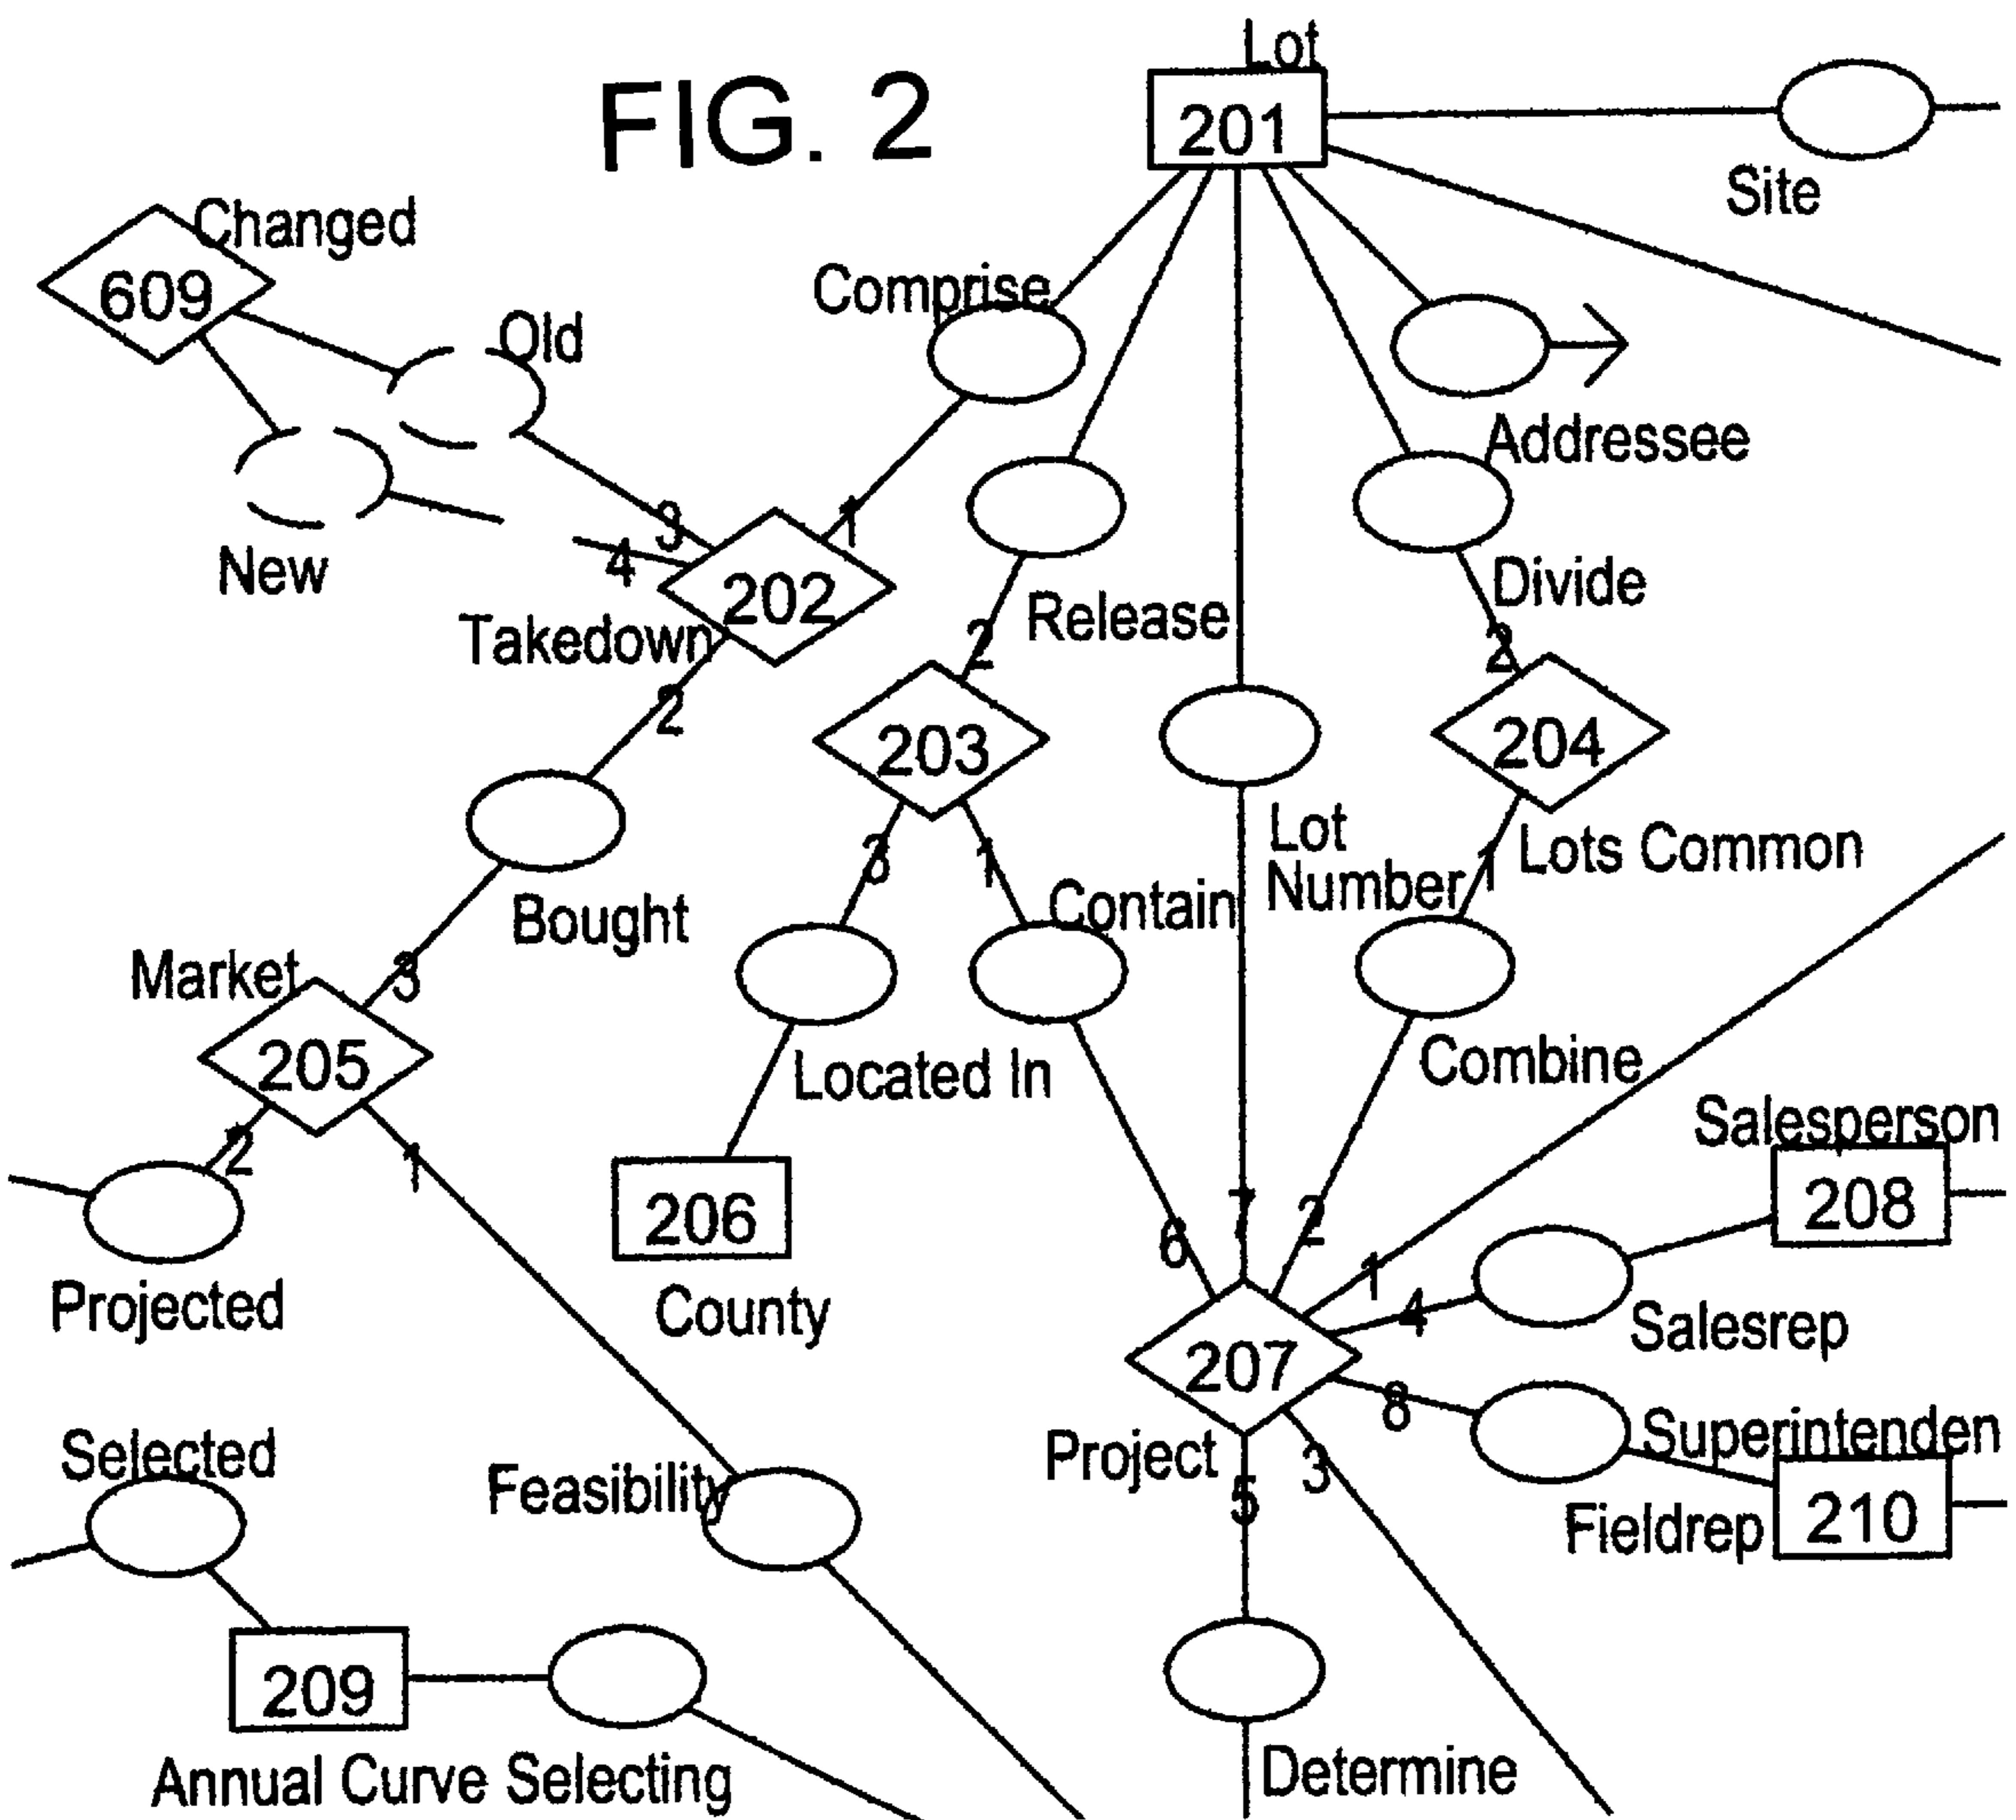 Lot
FIG. 2
201
Site
Changed
609
Comprise
Old
Addressee
New
3
1
4
202
Divide
Takedown
Release
2
2
2
203
204
Lot
Number
Lots Common
3
1
1
Contain
Bought
Market
3
205
Located In
Combine
Salesperson
2
1
206
7
2
6
208
Projected
County
1
4
Salesrep
207
8
Selected
Feasibility
Project
3
5
Superintenden
Fieldrep
210
209
Annual Curve Selecting
Determine